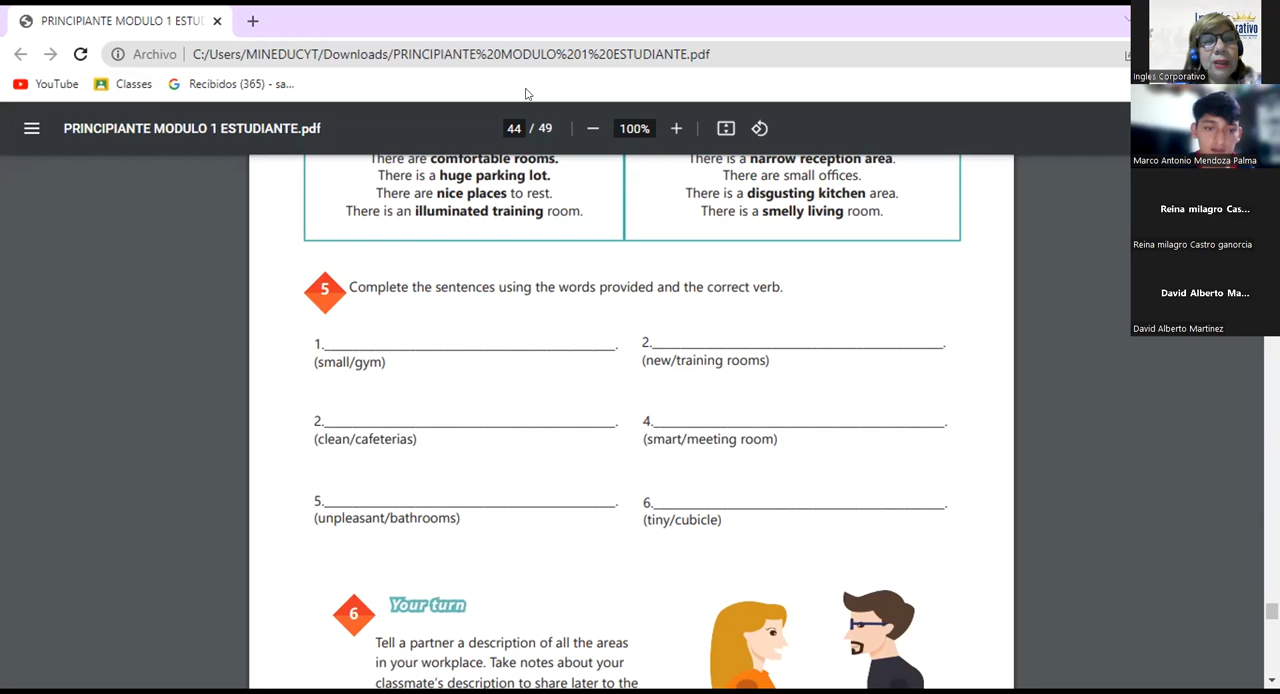 PRINCIPIANTE MODULO 1 ESTU
Archivo
C:/Users/MINEDUCYT/Downloads/PRINCIPIANTE%20MODULO%201%20ESTUDIANTE.pdf
YouTube
Classes
Recibidos (365) - sa...
PRINCIPIANTE MODULO 1 ESTUDIANTE.pdf
44 / 49
100%
There are comfortable rooms.
There is a huge parking lot.
There are nice places to rest.
There is an illuminated training room.
There is a narrow reception area.
There are small offices.
There is a disgusting kitchen area.
There is a smelly living room.
5
Complete the sentences using the words provided and the correct verb.
1.____________________.
(small/gym)
2.____________________.
(new/training rooms)
2.____________________.
(clean/cafeterias)
4.____________________.
(smart/meeting room)
5.____________________.
(unpleasant/bathrooms)
6.____________________.
(tiny/cubicle)
6
Your turn
Tell a partner a description of all the areas
in your workplace. Take notes about your
classmate's description to share later to the
Ingles Corporativo
Marco Antonio Mendoza Palma
Reina milagro Cas...
Reina milagro Castro ganorcia
David Alberto Ma...
David Alberto Martinez